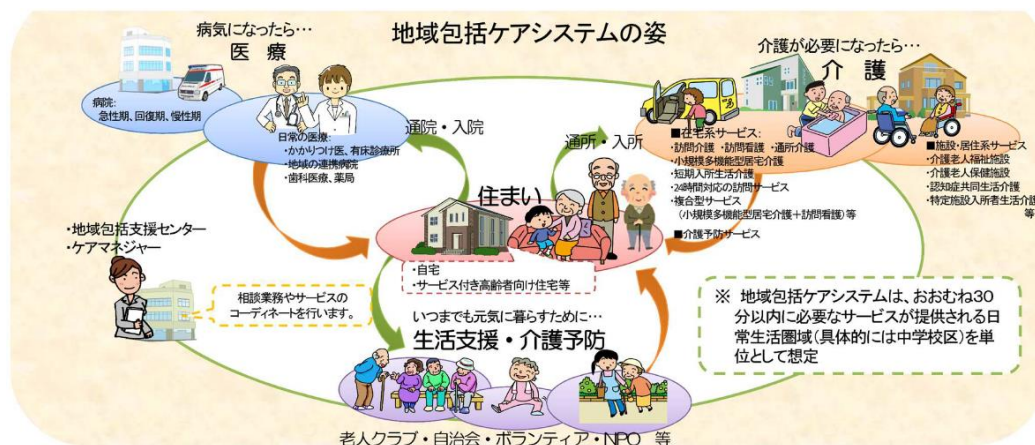 地域包括ケアシステムの姿
病気になったら…
医 療
病院:
急性期、回復期、慢性期
日常の医療:
・かかりつけ医、有床診療所
・地域の連携病院
・歯科医療、薬局
通院・入院
通所・入所
介護が必要になったら…
介 護
■在宅系サービス:
・訪問介護 ・訪問看護 ・通所介護
・小規模多機能型居宅介護
・短期入所生活介護
・24時間対応の訪問サービス
・複合型サービス
(小規模多機能型居宅介護+訪問看護)等
■介護予防サービス
■施設・居住系サービス
・介護老人福祉施設
・介護老人保健施設
・認知症共同生活介護
・特定施設入所者生活介護
等
住まい
・自宅
・サービス付き高齢者向け住宅等
・地域包括支援センター
・ケアマネジャー
相談業務やサービスの
コーディネートを行います。
いつまでも元気に暮らすために…
生活支援・介護予防
老人クラブ・自治会・ボランティア・NPO 等
※ 地域包括ケアシステムは、おおむね30
分以内に必要なサービスが提供される日
常生活圏域(具体的には中学校区)を単
位として想定